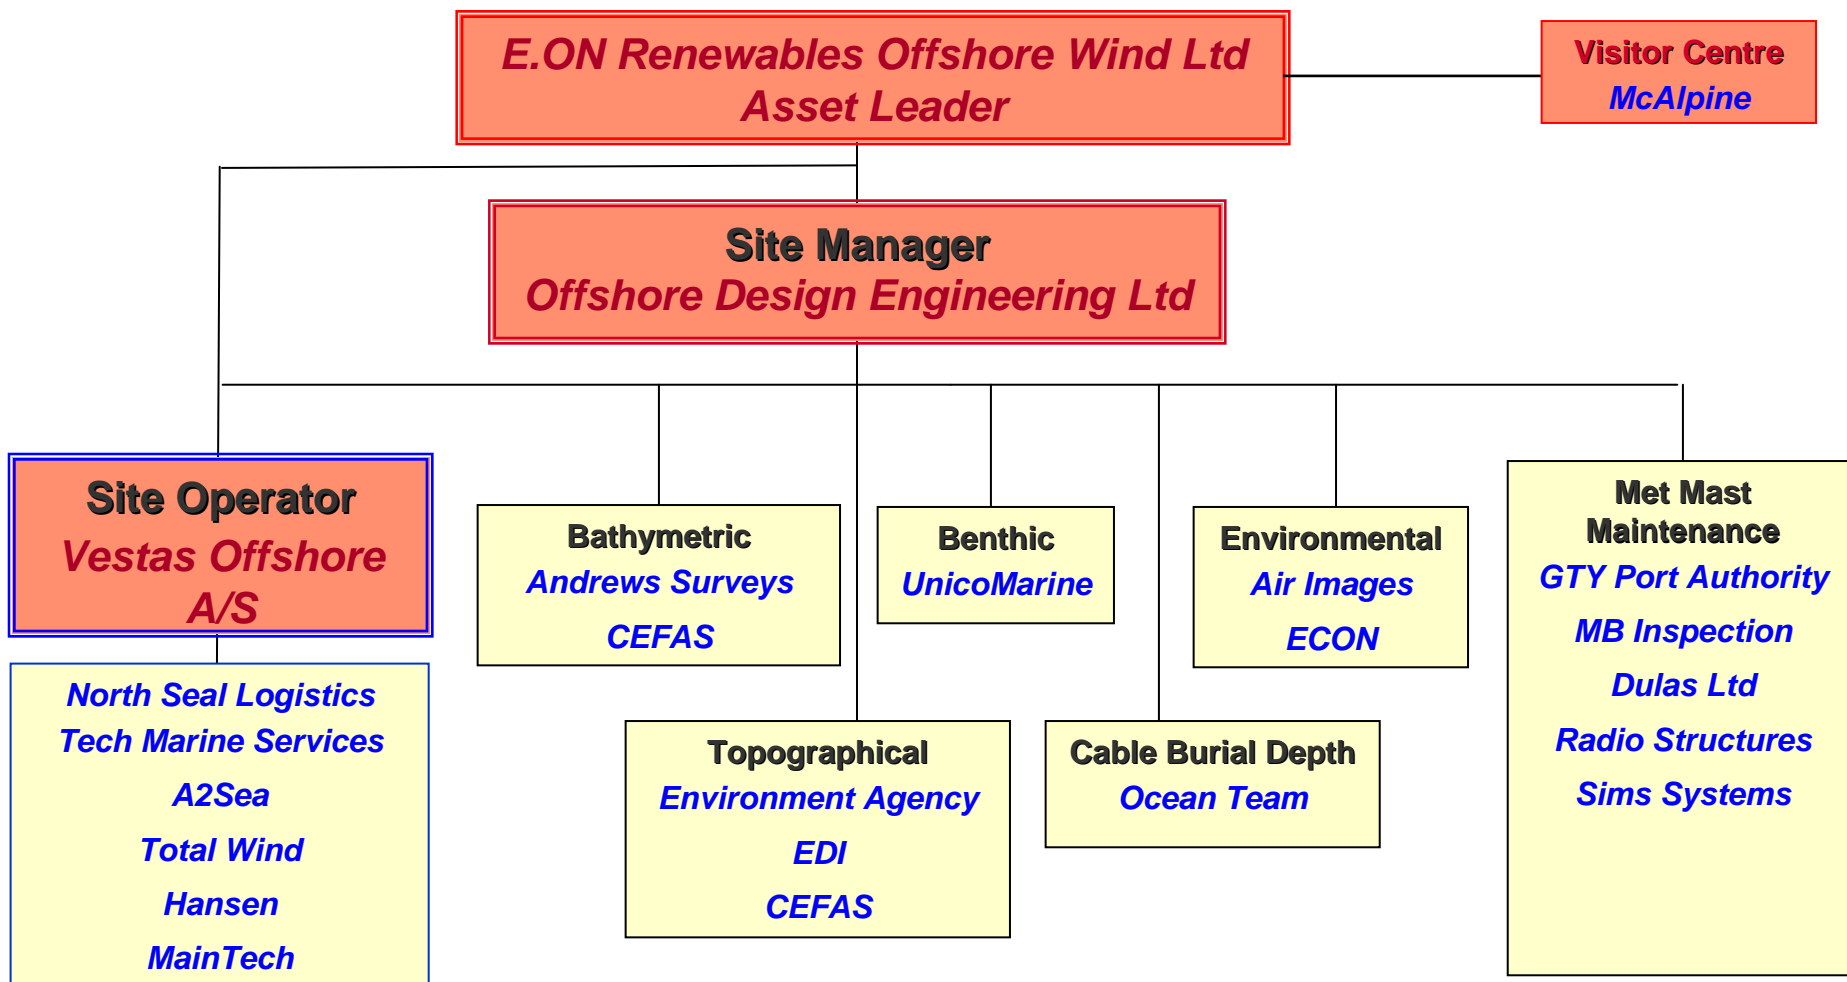 E.ON Renewables Offshore Wind Ltd
Asset Leader
Visitor Centre
McAlpine
Site Manager
Offshore Design Engineering Ltd
Site Operator
Vestas Offshore
A/S
North Seal Logistics
Tech Marine Services
A2Sea
Total Wind
Hansen
MainTech
Bathymetric
Andrews Surveys
CEFAS
Topographical
Environment Agency
EDI
CEFAS
Benthic
UnicoMarine
Cable Burial Depth
Ocean Team
Environmental
Air Images
ECON
Met Mast
Maintenance
GTY Port Authority
MB Inspection
Dulas Ltd
Radio Structures
Sims Systems